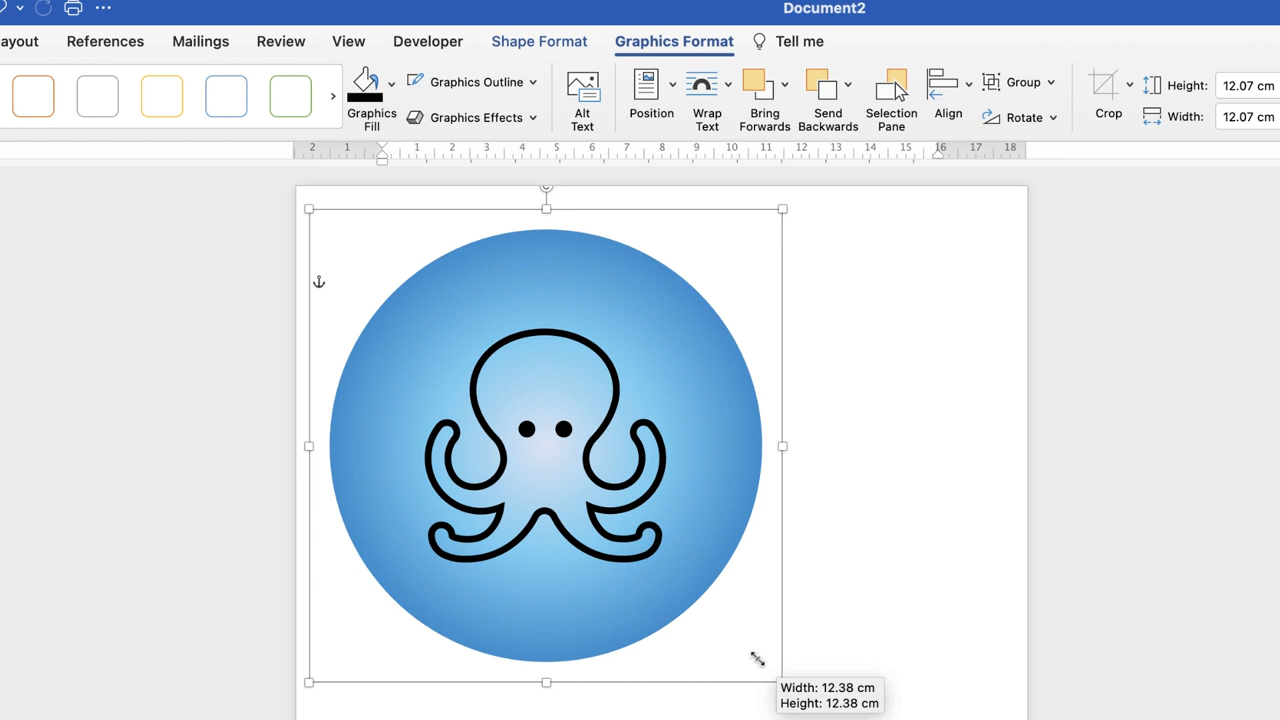 Document2
ayout References Mailings Review View Developer Shape Format Graphics Format Tell me
Graphics Fill
Graphics Outline
Graphics Effects
Alt Text
Position
Wrap Text
Bring Forwards
Send Backwards
Selection Pane
Align
Group
Rotate
Crop
Height: 12.07 cm
Width: 12.07 cm
2 1 1 2 3 4 5 6 7 8 9 10 11 12 13 14 15 16 17 18
Width: 12.38 cm
Height: 12.38 cm